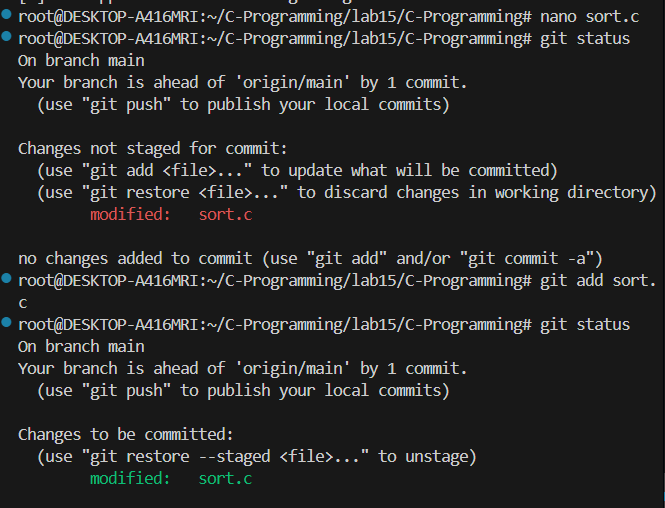 root@DESKTOP-A416MRI:~/C-Programming/lab15/C-Programming# nano sort.c
root@DESKTOP-A416MRI:~/C-Programming/lab15/C-Programming# git status
On branch main
Your branch is ahead of 'origin/main' by 1 commit.
  (use "git push" to publish your local commits)

Changes not staged for commit:
  (use "git add <file>..." to update what will be committed)
  (use "git restore <file>..." to discard changes in working directory)
        modified:   sort.c

no changes added to commit (use "git add" and/or "git commit -a")
root@DESKTOP-A416MRI:~/C-Programming/lab15/C-Programming# git add sort.
c
root@DESKTOP-A416MRI:~/C-Programming/lab15/C-Programming# git status
On branch main
Your branch is ahead of 'origin/main' by 1 commit.
  (use "git push" to publish your local commits)

Changes to be committed:
  (use "git restore --staged <file>..." to unstage)
        modified:   sort.c